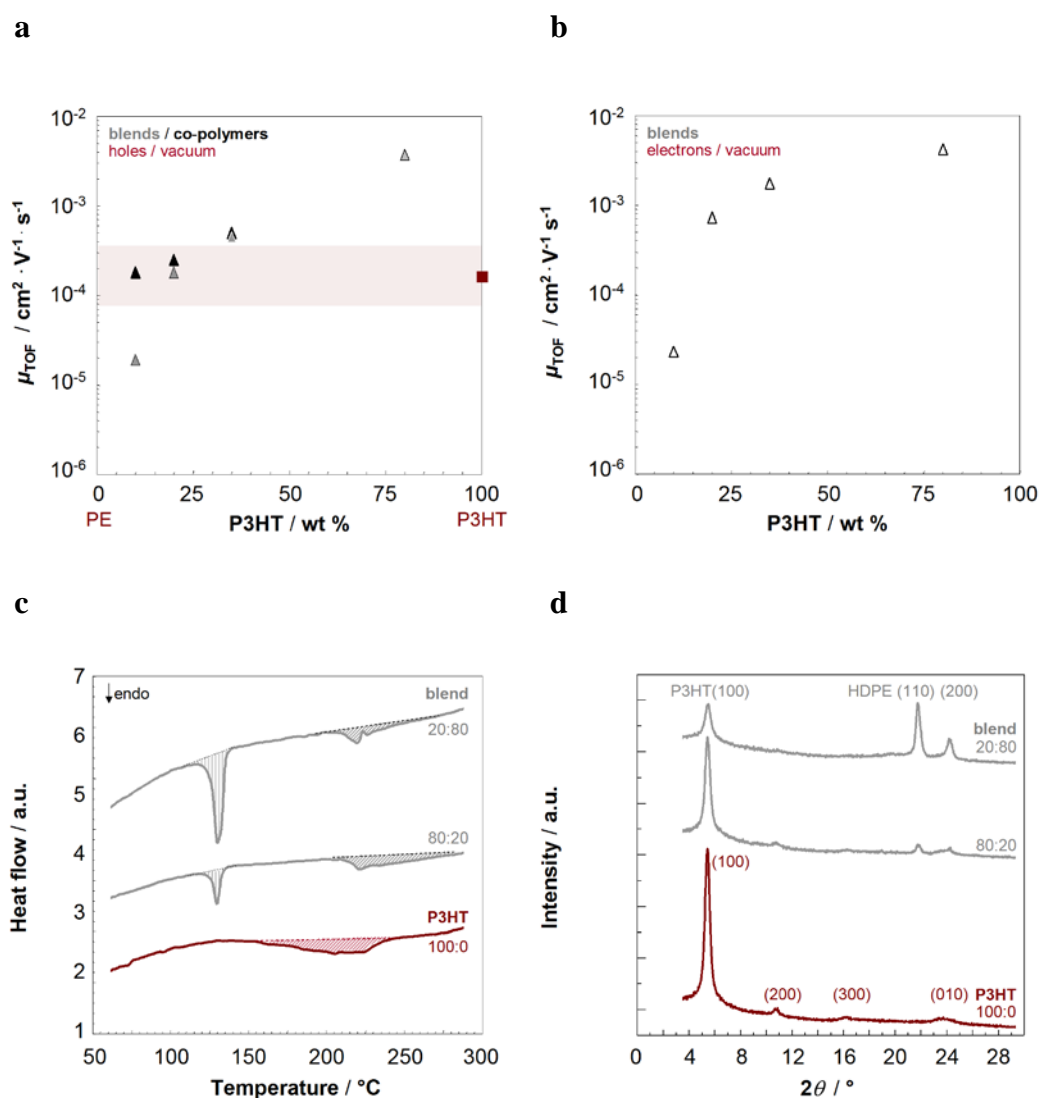 a
b
10⁻²
10⁻³
10⁻⁴
10⁻⁵
10⁻⁶
μTOF / cm² · V⁻¹ · s⁻¹
blends / co-polymers
holes / vacuum
0 25 50 75 100
PE P3HT
P3HT / wt %
10⁻²
10⁻³
10⁻⁴
10⁻⁵
10⁻⁶
μTOF / cm² · V⁻¹ s⁻¹
blends
electrons / vacuum
0 25 50 75 100
P3HT / wt %
c
d
7
6
5
4
3
2
1
Heat flow / a.u.
↓endo
blend
20:80
80:20
P3HT
100:0
50 100 150 200 250 300
Temperature / °C
Intensity / a.u.
P3HT(100) HDPE (110) (200)
blend
20:80
80:20
(100)
(200) (300) (010) P3HT
100:0
4 8 12 16 22 24 28
2θ / °